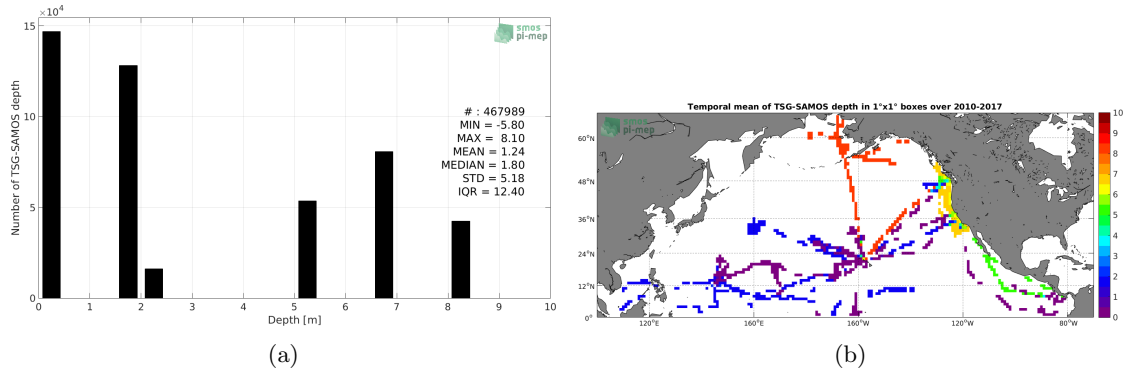 ×10⁴
15
10
5
0
Number of TSG-SAMOS depth
smos
pi-mep
# : 467989
MIN = -5.80
MAX = 8.10
MEAN = 1.24
MEDIAN = 1.80
STD = 5.18
IQR = 12.40
0 1 2 3 4 5 6 7 8 9 10
Depth [m]
(a)
Temporal mean of TSG-SAMOS depth in 1°x1° boxes over 2010-2017
smos
pi-mep
60°N
48°N
36°N
24°N
12°N
0°
120°E 160°E 160°W 120°W 80°W
10
9
8
7
6
5
4
3
2
1
0
(b)